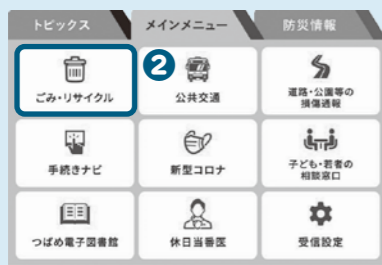 トピックス
メインメニュー
防災情報
ごみ・リサイクル
2
公共交通
道路・公園等の
損傷通報
手続きナビ
新型コロナ
子ども・若者の
相談窓口
つばめ電子図書館
休日当番医
受信設定